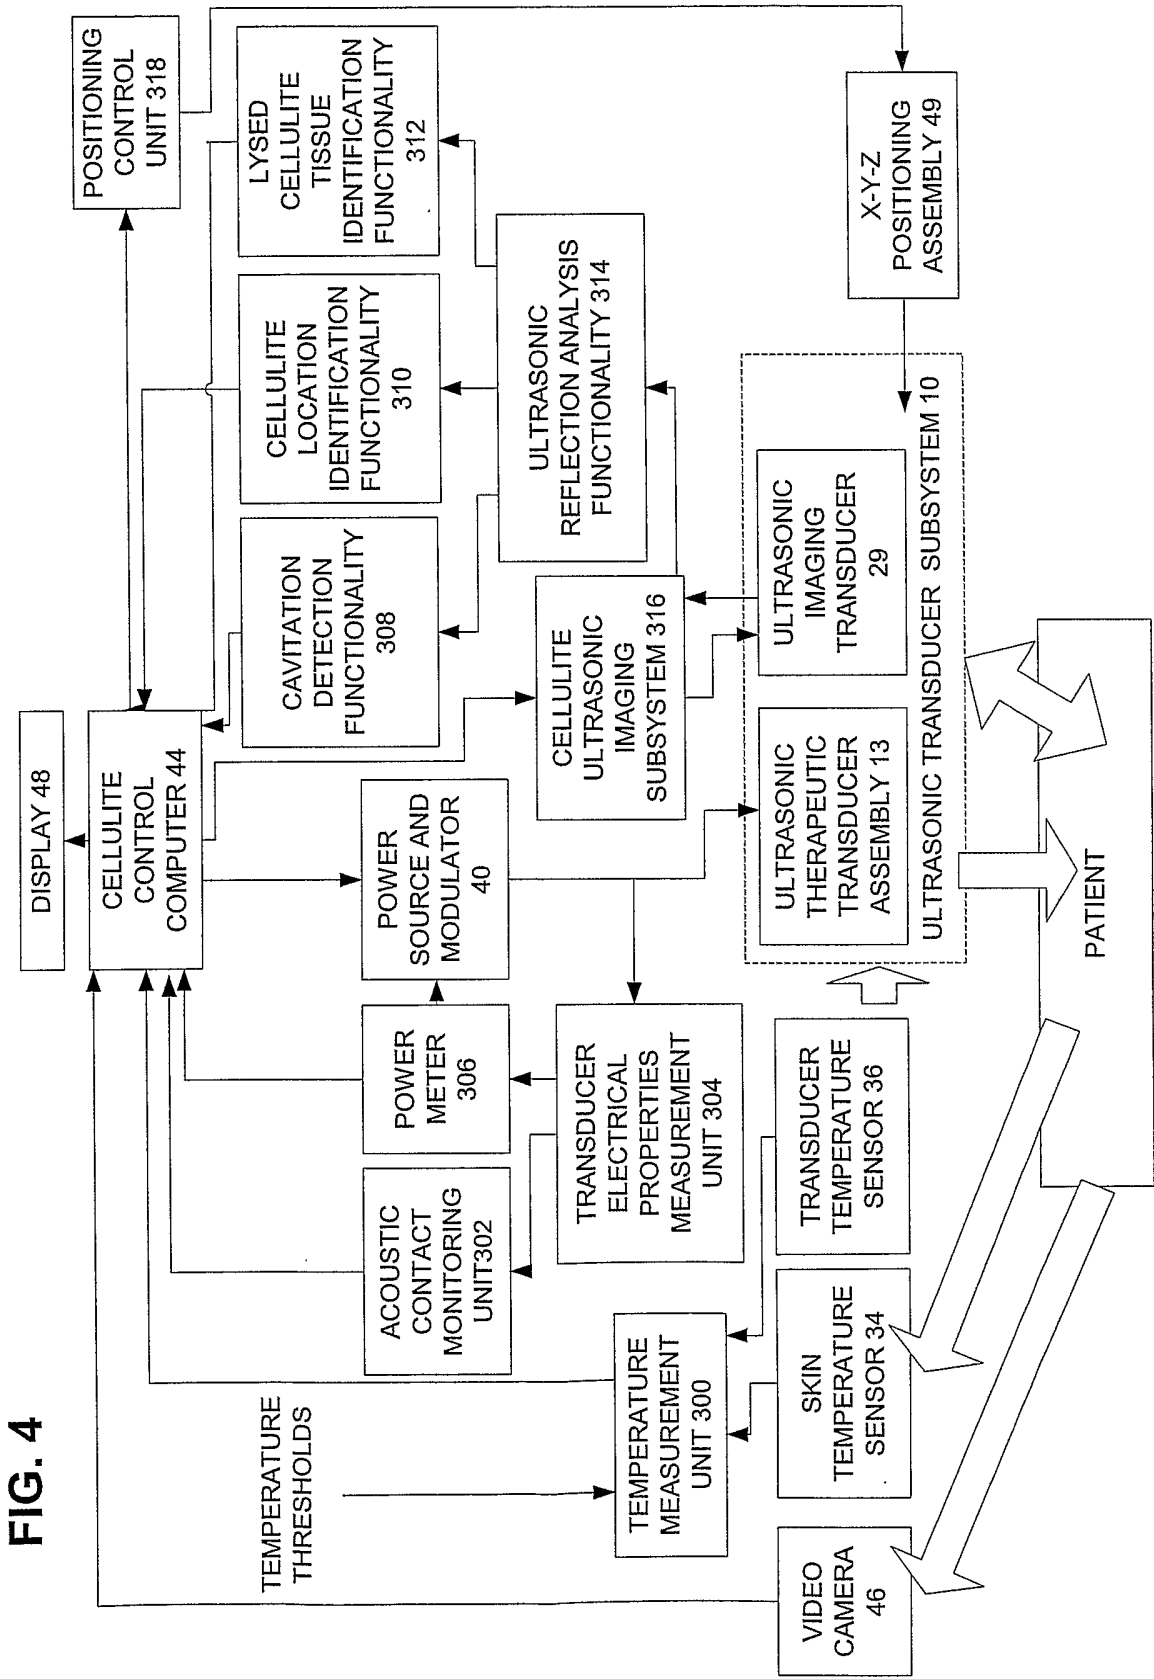 FIG. 4
DISPLAY 48
CELLULITE
CONTROL
COMPUTER 44
POSITIONING
CONTROL
UNIT 318
TEMPERATURE
THRESHOLDS
ACOUSTIC
CONTACT
MONITORING
UNIT302
POWER
METER
306
POWER
SOURCE AND
MODULATOR
40
CAVITATION
DETECTION
FUNCTIONALITY
308
CELLULITE
LOCATION
IDENTIFICATION
FUNCTIONALITY
310
LYSED
CELLULITE
TISSUE
IDENTIFICATION
FUNCTIONALITY
312
TEMPERATURE
MEASUREMENT
UNIT 300
TRANSDUCER
ELECTRICAL
PROPERTIES
MEASUREMENT
UNIT 304
CELLULITE
ULTRASONIC
IMAGING
SUBSYSTEM 316
ULTRASONIC
REFLECTION ANALYSIS
FUNCTIONALITY 314
VIDEO
CAMERA
46
SKIN
TEMPERATURE
SENSOR 34
TRANSDUCER
TEMPERATURE
SENSOR 36
ULTRASONIC
THERAPEUTIC
TRANSDUCER
ASSEMBLY 13
ULTRASONIC
IMAGING
TRANSDUCER
29
ULTRASONIC TRANSDUCER SUBSYSTEM 10
X-Y-Z
POSITIONING
ASSEMBLY 49
PATIENT